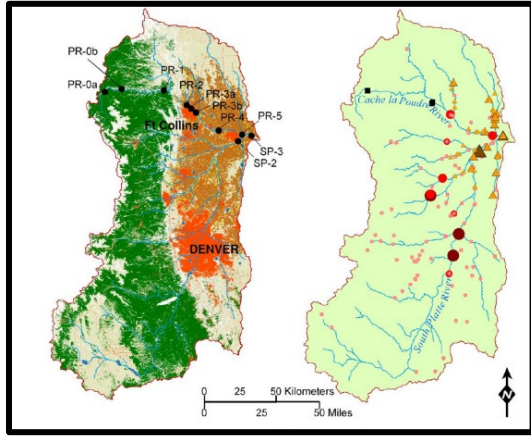 PR-0b
PR-0a
PR-1
PR-2
PR-3a
PR-3b
PR-4
PR-5
Ft Collins
SP-3
SP-2
DENVER
Cache la Poudre River
South Platte River
0 25 50 Kilometers
0 25 50 Miles
N